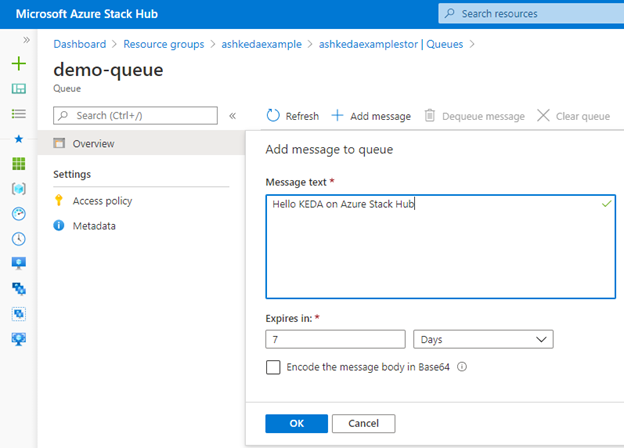 Microsoft Azure Stack Hub
Search resources
Dashboard > Resource groups > ashkedaexample > ashkedaexamplestor | Queues >
demo-queue
Queue
Search (Ctrl+/)
Refresh
Add message
Dequeue message
Clear queue
Overview
Settings
Access policy
Metadata
Add message to queue
Message text *
Hello KEDA on Azure Stack Hub
Expires in: *
7
Days
Encode the message body in Base64
OK
Cancel